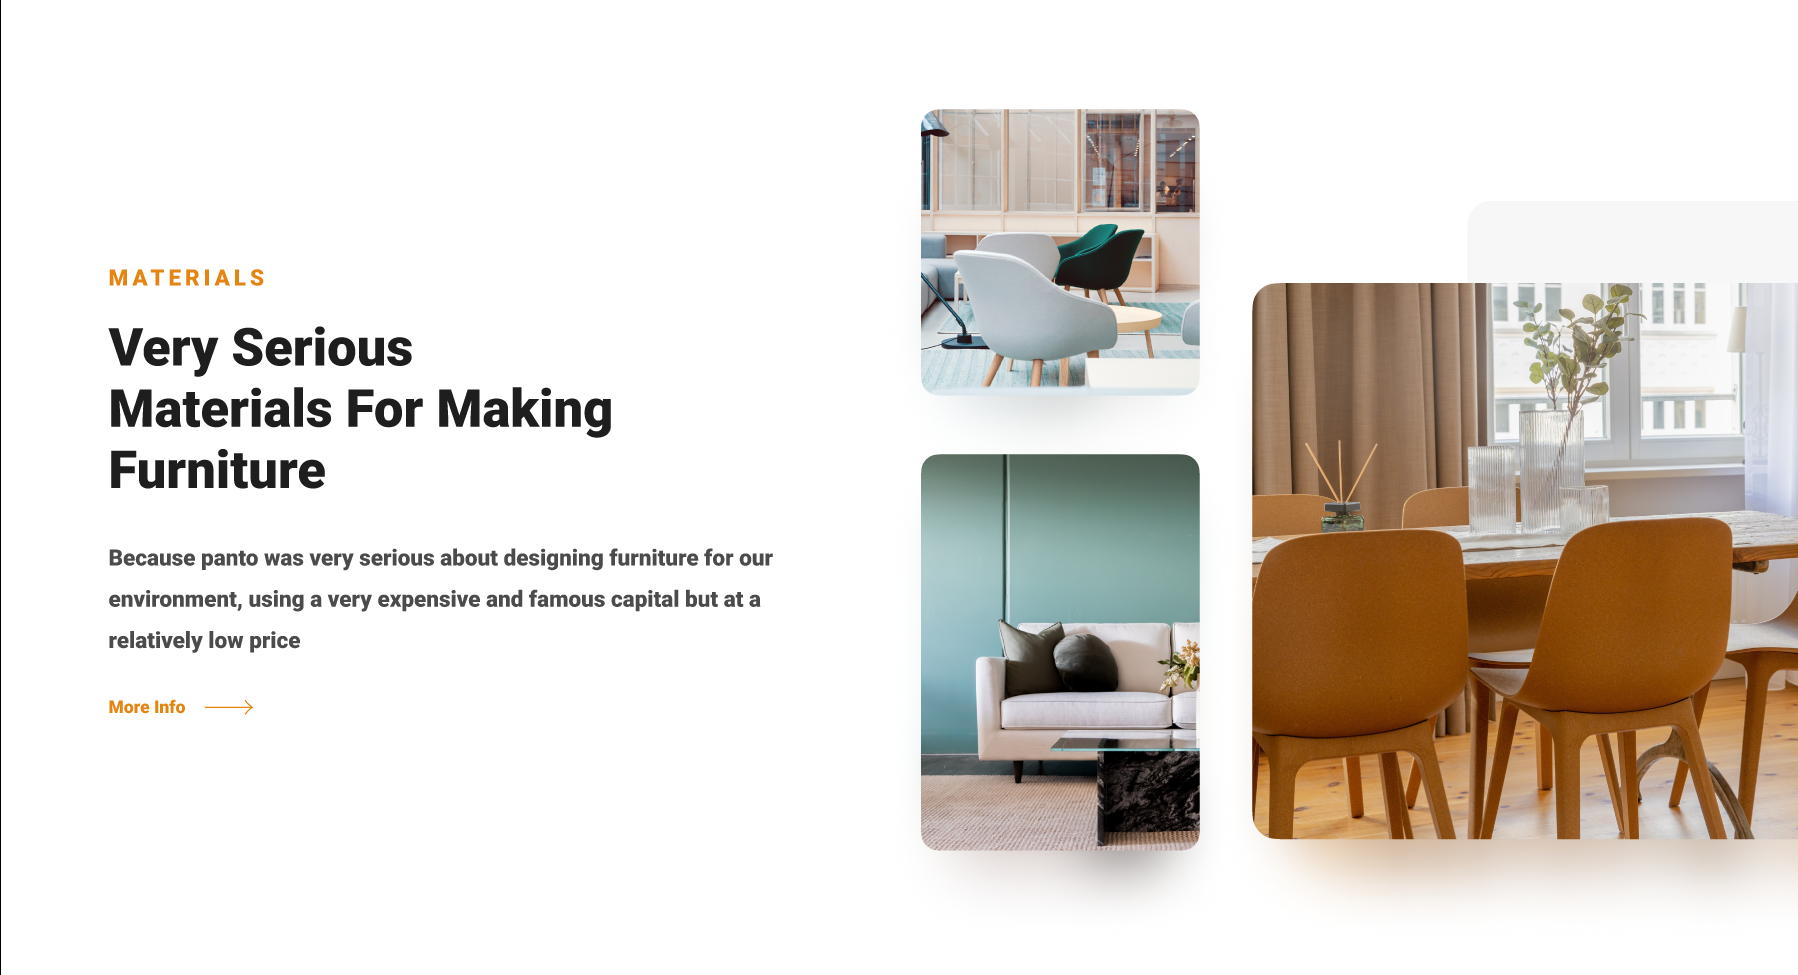 MATERIALS
Very Serious
Materials For Making
Furniture
Because panto was very serious about designing furniture for our
environment, using a very expensive and famous capital but at a
relatively low price
More Info